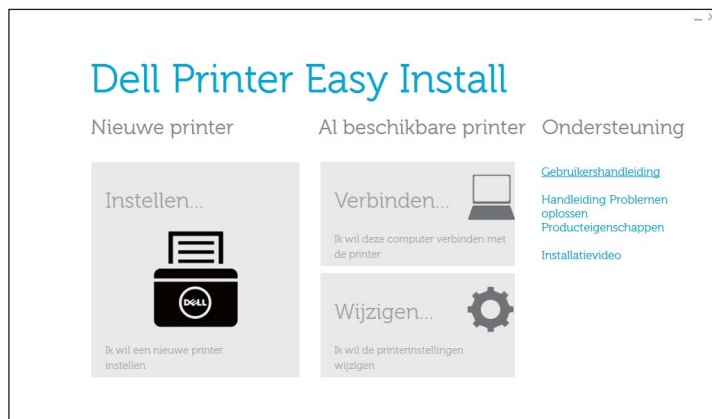 Dell Printer Easy Install
Nieuwe printer
Al beschikbare printer
Ondersteuning
Instellen...
DELL
Ik wil een nieuwe printer
instellen
Verbinden...
Ik wil deze computer verbinden met
de printer
Wijzigen...
Ik wil de printerinstellingen
wijzigen
Gebruikershandleiding
Handleiding Problemen
oplossen
Producteigenschappen
Installatievideo